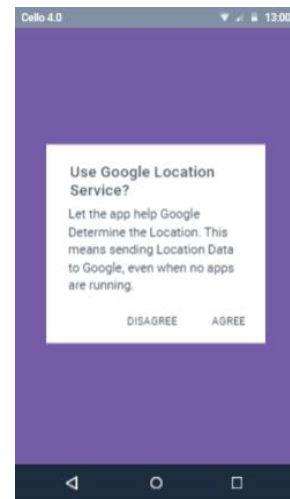 Cello 4.0 13:00
Use Google Location
Service?
Let the app help Google
Determine the Location. This
means sending Location Data
to Google, even when no apps
are running.
DISAGREE AGREE